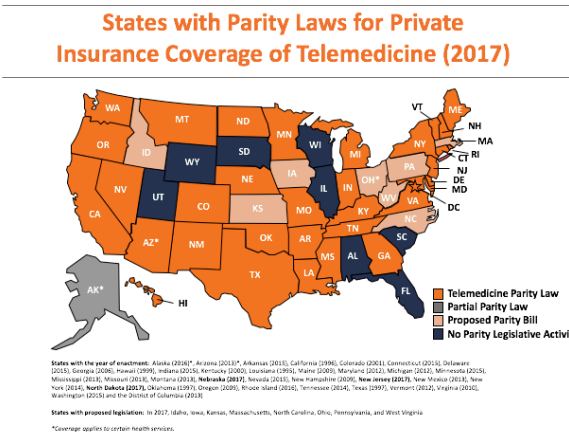 States with Parity Laws for Private
Insurance Coverage of Telemedicine (2017)
WA
MT
ND
MN
OR
ID
WY
SD
WI
MI
NY
VT
ME
NH
MA
RI
CT
NJ
DE
MD
DC
NV
UT
CO
NE
IA
IL
IN
OH*
PA
WV
VA
CA
KS
MO
KY
NC
TN
SC
AZ*
NM
OK
AR
MS
AL
GA
TX
LA
FL
AK*
HI
Telemedicine Parity Law
Partial Parity Law
Proposed Parity Bill
No Parity Legislative Activi
States with the year of enactment: Alaska (2016)*, Arizona (2013)*, Arkansas (2015), California (1996), Colorado (2001), Connecticut (2015), Delaware
(2015), Georgia (2006), Hawaii (1999), Indiana (2015), Kentucky (2000), Louisiana (1995), Maine (2009), Maryland (2012), Michigan (2012), Minnesota (2015),
Mississippi (2013), Missouri (2013), Montana (2013), Nebraska (2017), Nevada (2015), New Hampshire (2009), New Jersey (2017), New Mexico (2013), New
York (2014), North Dakota (2017), Oklahoma (1997), Oregon (2009), Rhode Island (2016), Tennessee (2014), Texas (1997), Vermont (2012), Virginia (2010),
Washington (2015) and the District of Columbia (2013)
States with proposed legislation: In 2017, Idaho, Iowa, Kansas, Massachusetts, North Carolina, Ohio, Pennsylvania, and West Virginia
*Coverage applies to certain health services.